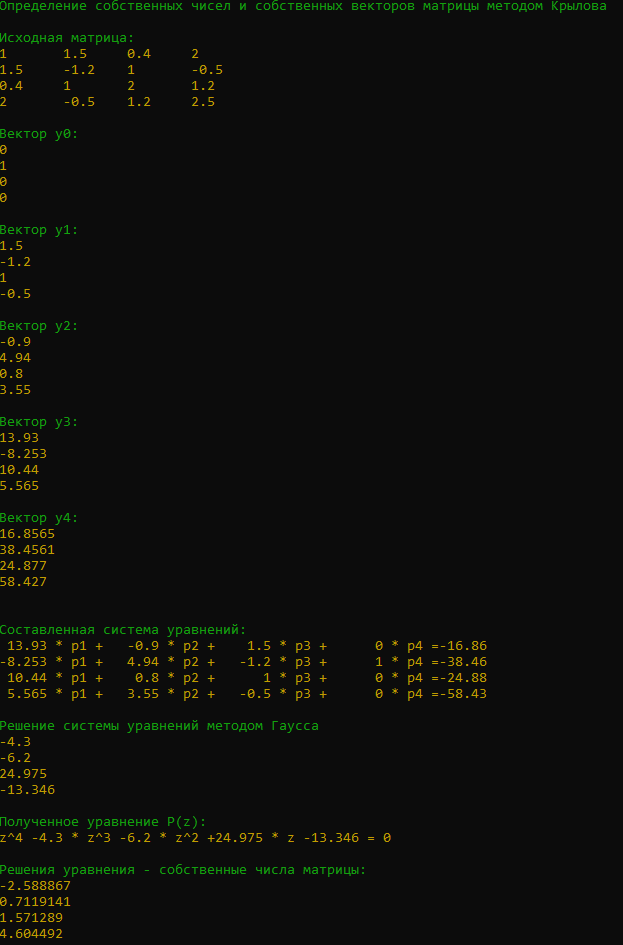 Определение собственных чисел и собственных векторов матрицы методом Крылова
Исходная матрица:
1 1.5 0.4 2
1.5 -1.2 1 -0.5
0.4 1 2 1.2
2 -0.5 1.2 2.5
Вектор y0:
0
1
0
0
Вектор y1:
1.5
-1.2
1
-0.5
Вектор y2:
-0.9
4.94
0.8
3.55
Вектор y3:
13.93
-8.253
10.44
5.565
Вектор y4:
16.8565
38.4561
24.877
58.427
Составленная система уравнений:
13.93 * p1 + -0.9 * p2 + 1.5 * p3 + 0 * p4 =-16.86
-8.253 * p1 + 4.94 * p2 + -1.2 * p3 + 1 * p4 =-38.46
10.44 * p1 + 0.8 * p2 + 1 * p3 + 0 * p4 =-24.88
5.565 * p1 + 3.55 * p2 + -0.5 * p3 + 0 * p4 =-58.43
Решение системы уравнений методом Гаусса
-4.3
-6.2
24.975
-13.346
Полученное уравнение P(z):
z^4 -4.3 * z^3 -6.2 * z^2 +24.975 * z -13.346 = 0
Решения уравнения - собственные числа матрицы:
-2.588867
0.7119141
1.571289
4.604492